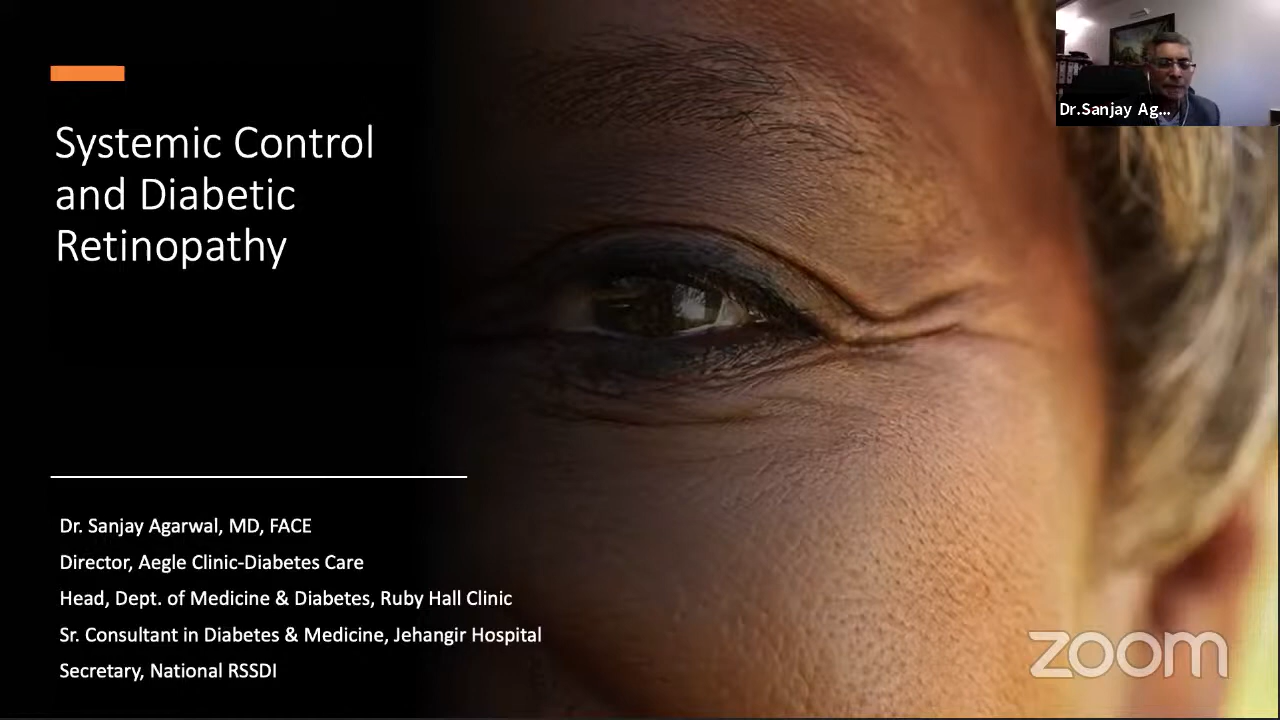 Systemic Control
and Diabetic
Retinopathy
Dr. Sanjay Agarwal, MD, FACE
Director, Aegle Clinic-Diabetes Care
Head, Dept. of Medicine & Diabetes, Ruby Hall Clinic
Sr. Consultant in Diabetes & Medicine, Jehangir Hospital
Secretary, National RSSDI
Dr.Sanjay Ag...
zoom